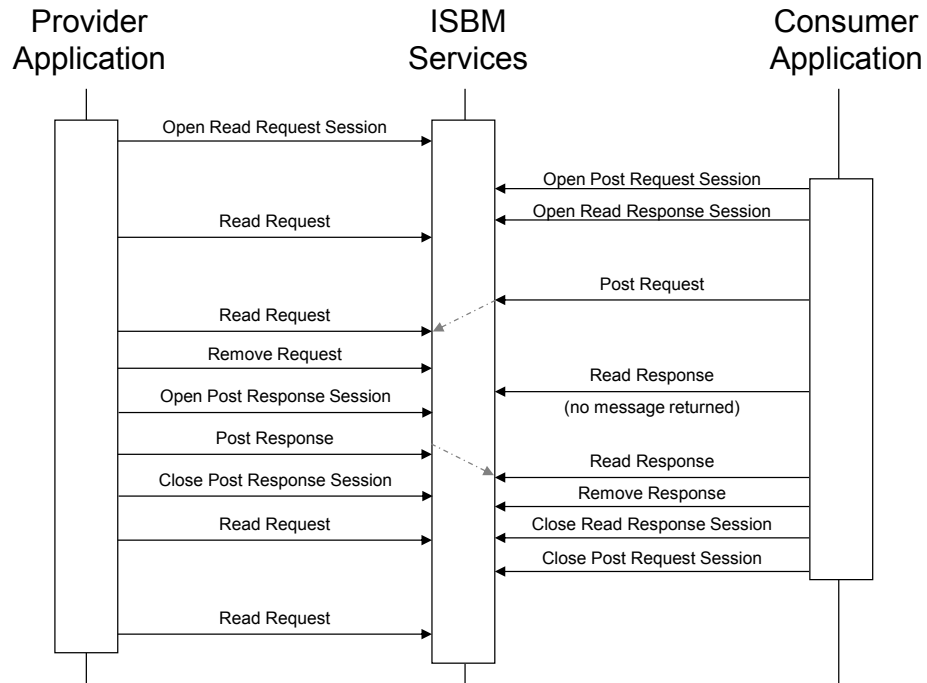 Provider
Application
ISBM
Services
Consumer
Application
Open Read Request Session
Open Post Request Session
Open Read Response Session
Read Request
Post Request
Read Request
Remove Request
Read Response
(no message returned)
Open Post Response Session
Post Response
Read Response
Close Post Response Session
Remove Response
Close Read Response Session
Read Request
Close Post Request Session
Read Request